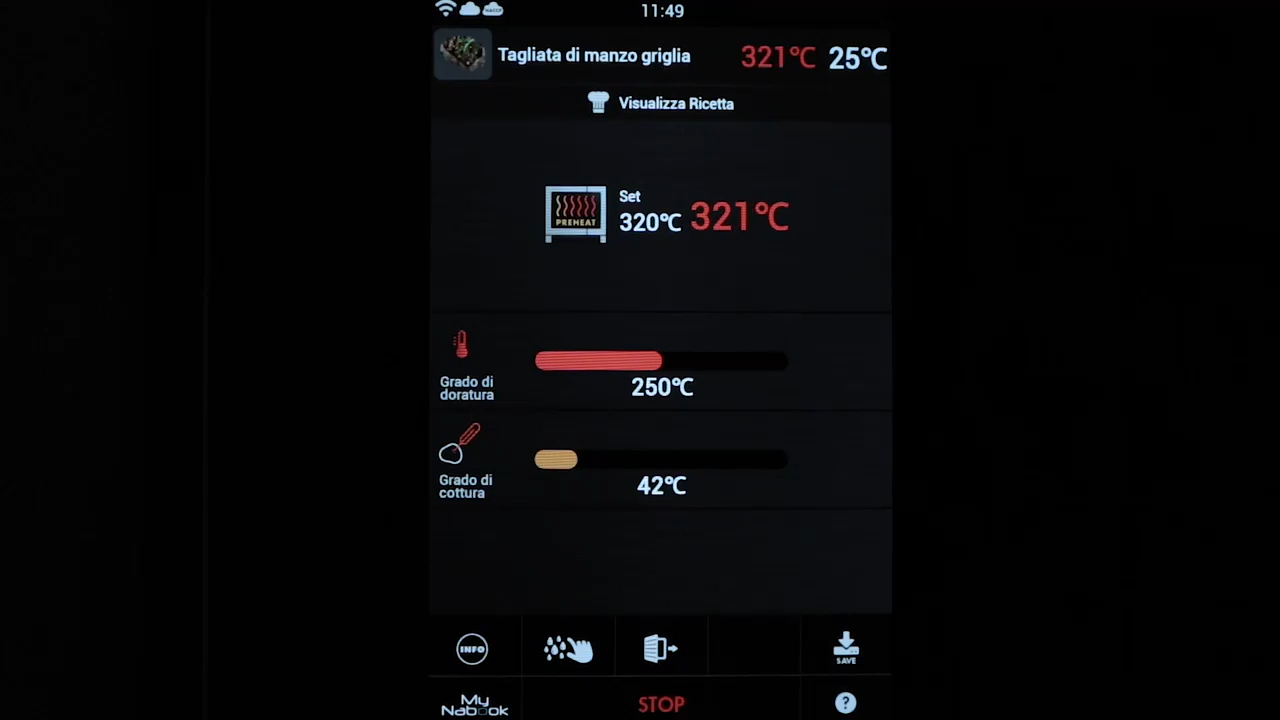 HACCP
11:49
Tagliata di manzo griglia 321°C 25°C
Visualizza Ricetta
Set
PREHEAT 320°C 321°C
Grado di
doratura
250°C
Grado di
cottura
42°C
INFO
SAVE
My
Nabook
STOP
?